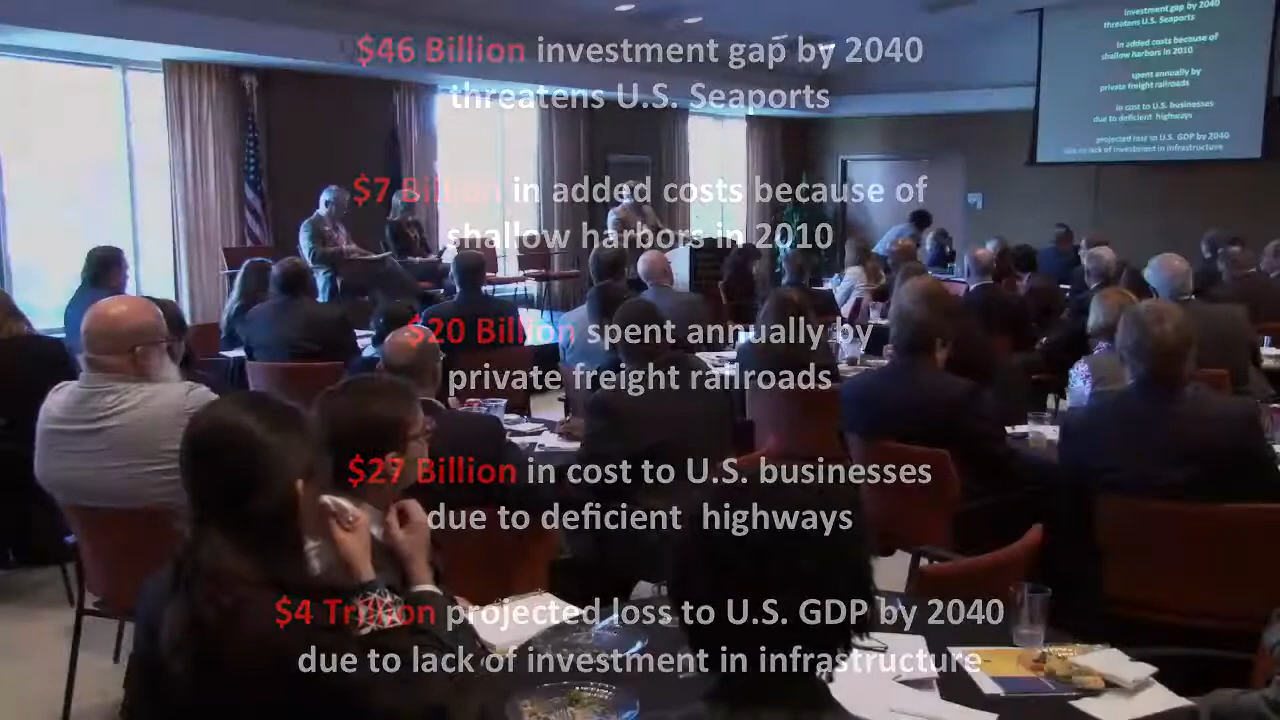 $46 Billion investment gap by 2040
threatens U.S. Seaports
$7 Billion in added costs because of
shallow harbors in 2010
$20 Billion spent annually by
private freight railroads
$27 Billion in cost to U.S. businesses
due to deficient highways
$4 Trillion projected loss to U.S. GDP by 2040
due to lack of investment in infrastructure
investment gap by 2040
threatens U.S. Seaports
in added costs because of
shallow harbors in 2010
spent annually by
private freight railroads
in cost to U.S. businesses
due to deficient highways
projected loss to U.S. GDP by 2040
due to lack of investment in infrastructure